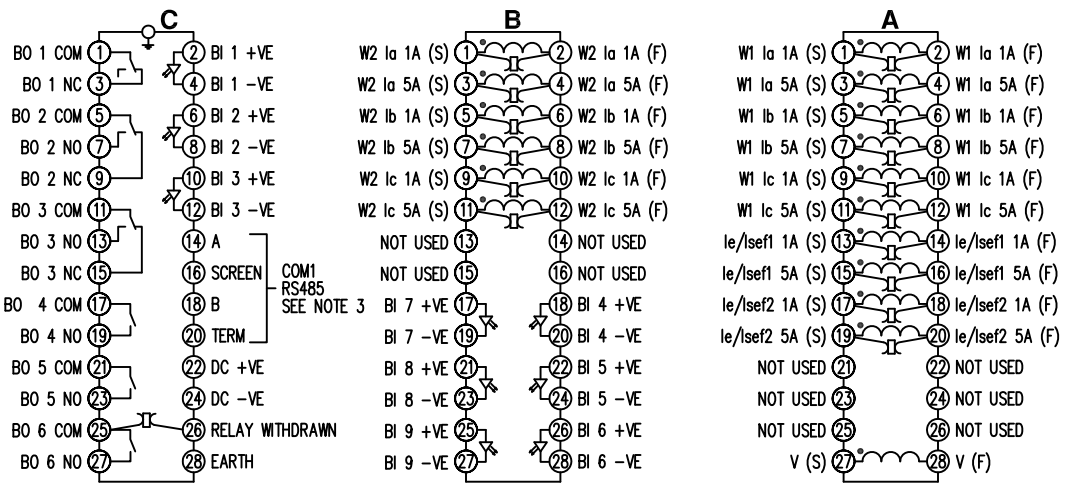 C B A
BO 1 COM 1 2 BI 1 +VE W2 Ia 1A (S) 1 2 W2 Ia 1A (F) W1 Ia 1A (S) 1 2 W1 Ia 1A (F)
BO 1 NC 3 4 BI 1 -VE W2 Ia 5A (S) 3 4 W2 Ia 5A (F) W1 Ia 5A (S) 3 4 W1 Ia 5A (F)
BO 2 COM 5 6 BI 2 +VE W2 Ib 1A (S) 5 6 W2 Ib 1A (F) W1 Ib 1A (S) 5 6 W1 Ib 1A (F)
BO 2 NO 7 8 BI 2 -VE W2 Ib 5A (S) 7 8 W2 Ib 5A (F) W1 Ib 5A (S) 7 8 W1 Ib 5A (F)
BO 2 NC 9 10 BI 3 +VE W2 Ic 1A (S) 9 10 W2 Ic 1A (F) W1 Ic 1A (S) 9 10 W1 Ic 1A (F)
BO 3 COM 11 12 BI 3 -VE W2 Ic 5A (S) 11 12 W2 Ic 5A (F) W1 Ic 5A (S) 11 12 W1 Ic 5A (F)
BO 3 NO 13 14 A NOT USED 13 14 NOT USED Ie/Isef1 1A (S) 13 14 Ie/Isef1 1A (F)
BO 3 NC 15 16 SCREEN COM1 NOT USED 15 16 NOT USED Ie/Isef1 5A (S) 15 16 Ie/Isef1 5A (F)
RS485
BO 4 COM 17 18 B SEE NOTE 3 BI 7 +VE 17 18 BI 4 +VE Ie/Isef2 1A (S) 17 18 Ie/Isef2 1A (F)
BO 4 NO 19 20 TERM BI 7 -VE 19 20 BI 4 -VE Ie/Isef2 5A (S) 19 20 Ie/Isef2 5A (F)
BO 5 COM 21 22 DC +VE BI 8 +VE 21 22 BI 5 +VE NOT USED 21 22 NOT USED
BO 5 NO 23 24 DC -VE BI 8 -VE 23 24 BI 5 -VE NOT USED 23 24 NOT USED
BO 6 COM 25 26 RELAY WITHDRAWN BI 9 +VE 25 26 BI 6 +VE NOT USED 25 26 NOT USED
BO 6 NO 27 28 EARTH BI 9 -VE 27 28 BI 6 -VE V (S) 27 28 V (F)